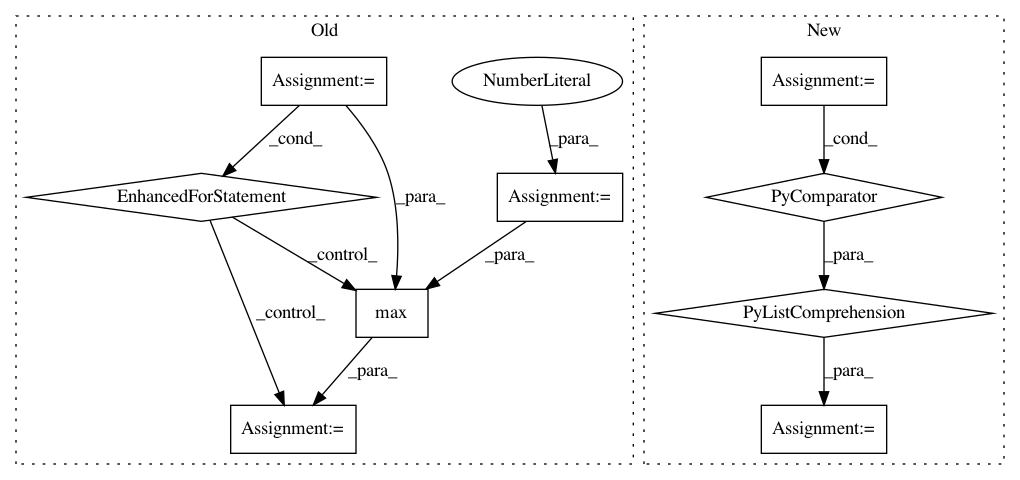 Old
New
Assignment:=
NumberLiteral
Assignment:=
_cond_
_para_
_cond_
EnhancedForStatement
_para_
Assignment:=
PyComparator
_control_
_para_
_para_
_control_
max
PyListComprehension
_para_
_para_
Assignment:=
Assignment:=